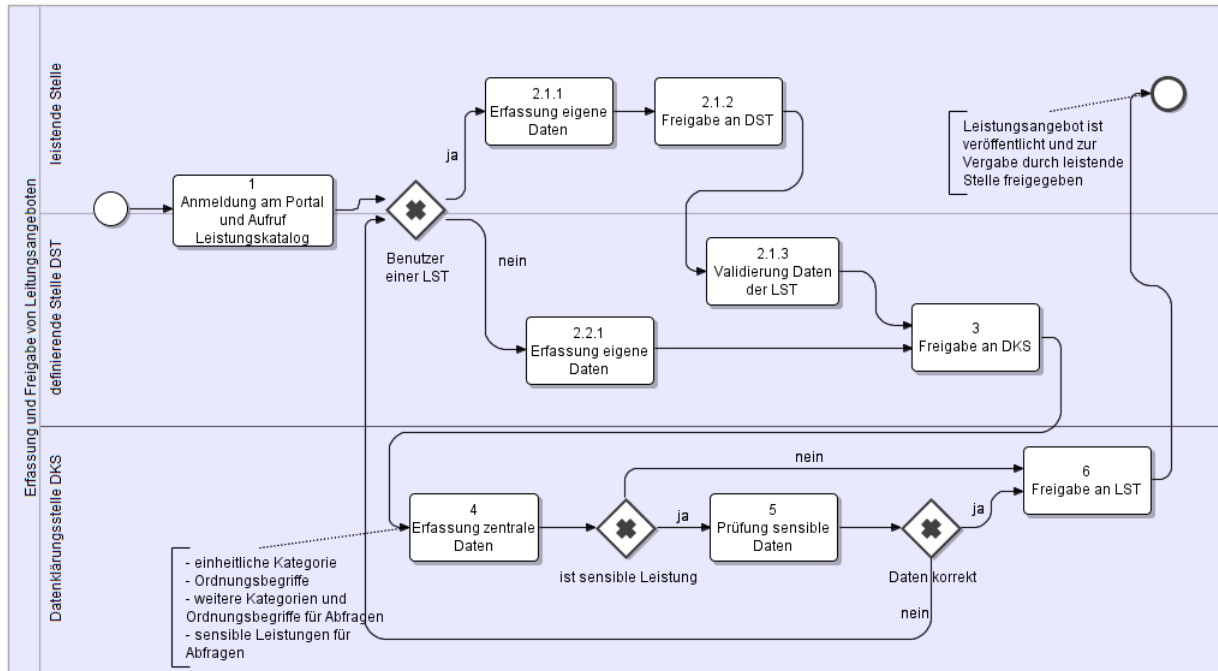 Erfassung und Freigabe von Leitungsangeboten
leistende Stelle
definierende Stelle DST
Datenklärungsstelle DKS
1
Anmeldung am Portal
und Aufruf
Leistungskatalog
Benutzer
einer LST
ja
nein
2.1.1
Erfassung eigene
Daten
2.1.2
Freigabe an DST
Leistungsangebot ist
veröffentlicht und zur
Vergabe durch leistende
Stelle freigegeben
2.1.3
Validierung Daten
der LST
2.2.1
Erfassung eigene
Daten
3
Freigabe an DKS
4
Erfassung zentrale
Daten
- einheitliche Kategorie
- Ordnungsbegriffe
- weitere Kategorien und
Ordnungsbegriffe für Abfragen
- sensible Leistungen für
Abfragen
ist sensible Leistung
nein
ja
5
Prüfung sensible
Daten
Daten korrekt
ja
nein
6
Freigabe an LST